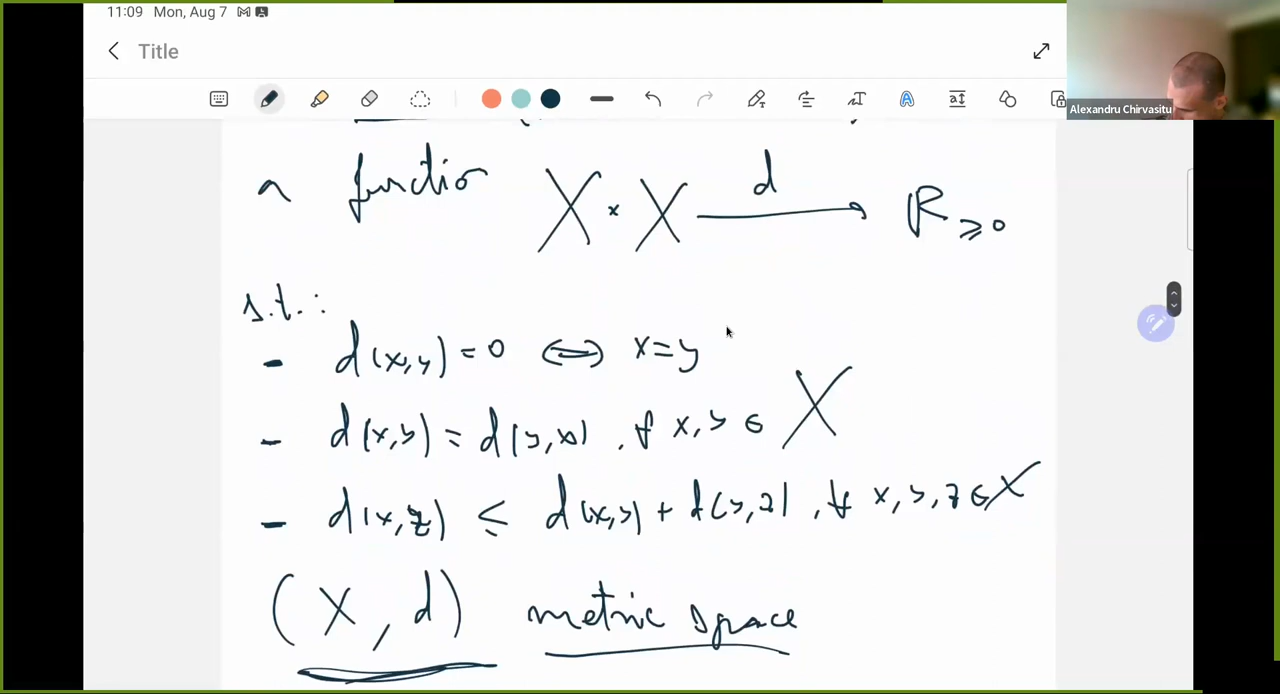 11:09 Mon, Aug 7
Title
Alexandru Chirvasitu
a function X × X d → ℝ≥0
s.t.:
- d(x,y) = 0 ⇔ x=y
- d(x,y) = d(y,x), ∀ x,y ∈ X
- d(x,z) ≤ d(x,y) + d(y,z), ∀ x,y,z ∈ X
(X, d) metric space